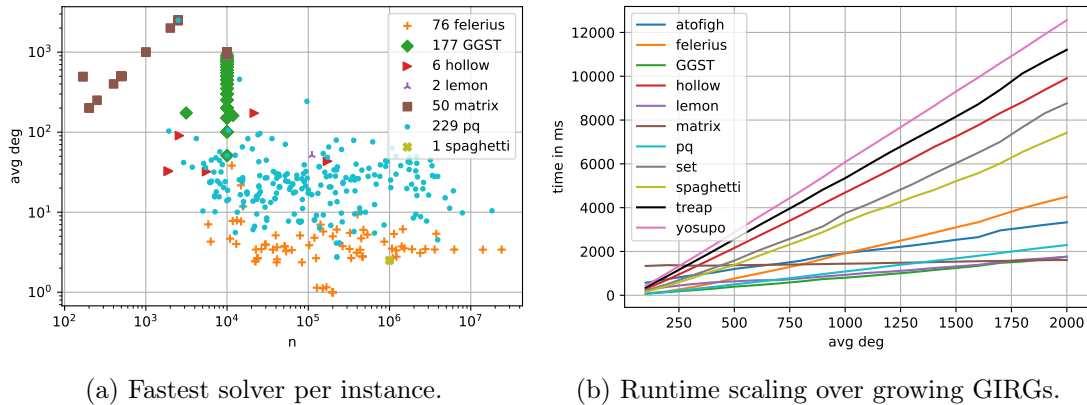 avg deg
10³
10²
10¹
10⁰
10²
10³
10⁴
10⁵
10⁶
10⁷
n
76 felerius
177 GGST
6 hollow
2 lemon
50 matrix
229 pq
1 spaghetti
time in ms
12000
10000
8000
6000
4000
2000
0
250
500
750
1000
1250
1500
1750
2000
avg deg
atofigh
felerius
GGST
hollow
lemon
matrix
pq
set
spaghetti
treap
yosupo
(a) Fastest solver per instance.
(b) Runtime scaling over growing GIRGs.